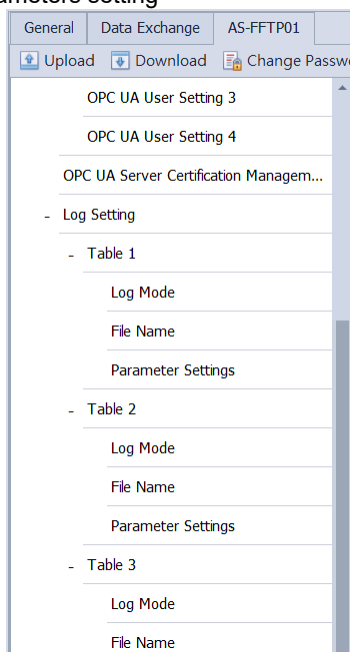 ameters setting
General Data Exchange AS-FFTP01
Upload Download Change Passw
OPC UA User Setting 3
OPC UA User Setting 4
OPC UA Server Certification Managem...
- Log Setting
- Table 1
Log Mode
File Name
Parameter Settings
- Table 2
Log Mode
File Name
Parameter Settings
- Table 3
Log Mode
File Name